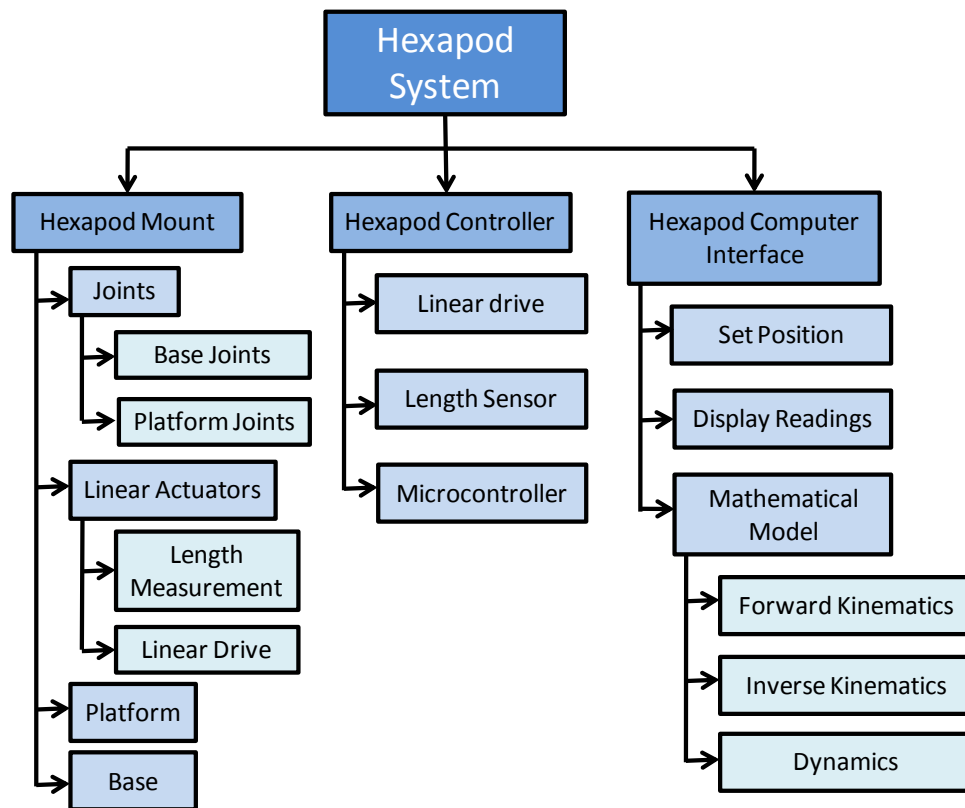 Hexapod
System
Hexapod Mount
Joints
Base Joints
Platform Joints
Linear Actuators
Length
Measurement
Linear Drive
Platform
Base
Hexapod Controller
Linear drive
Length Sensor
Microcontroller
Hexapod Computer
Interface
Set Position
Display Readings
Mathematical
Model
Forward Kinematics
Inverse Kinematics
Dynamics